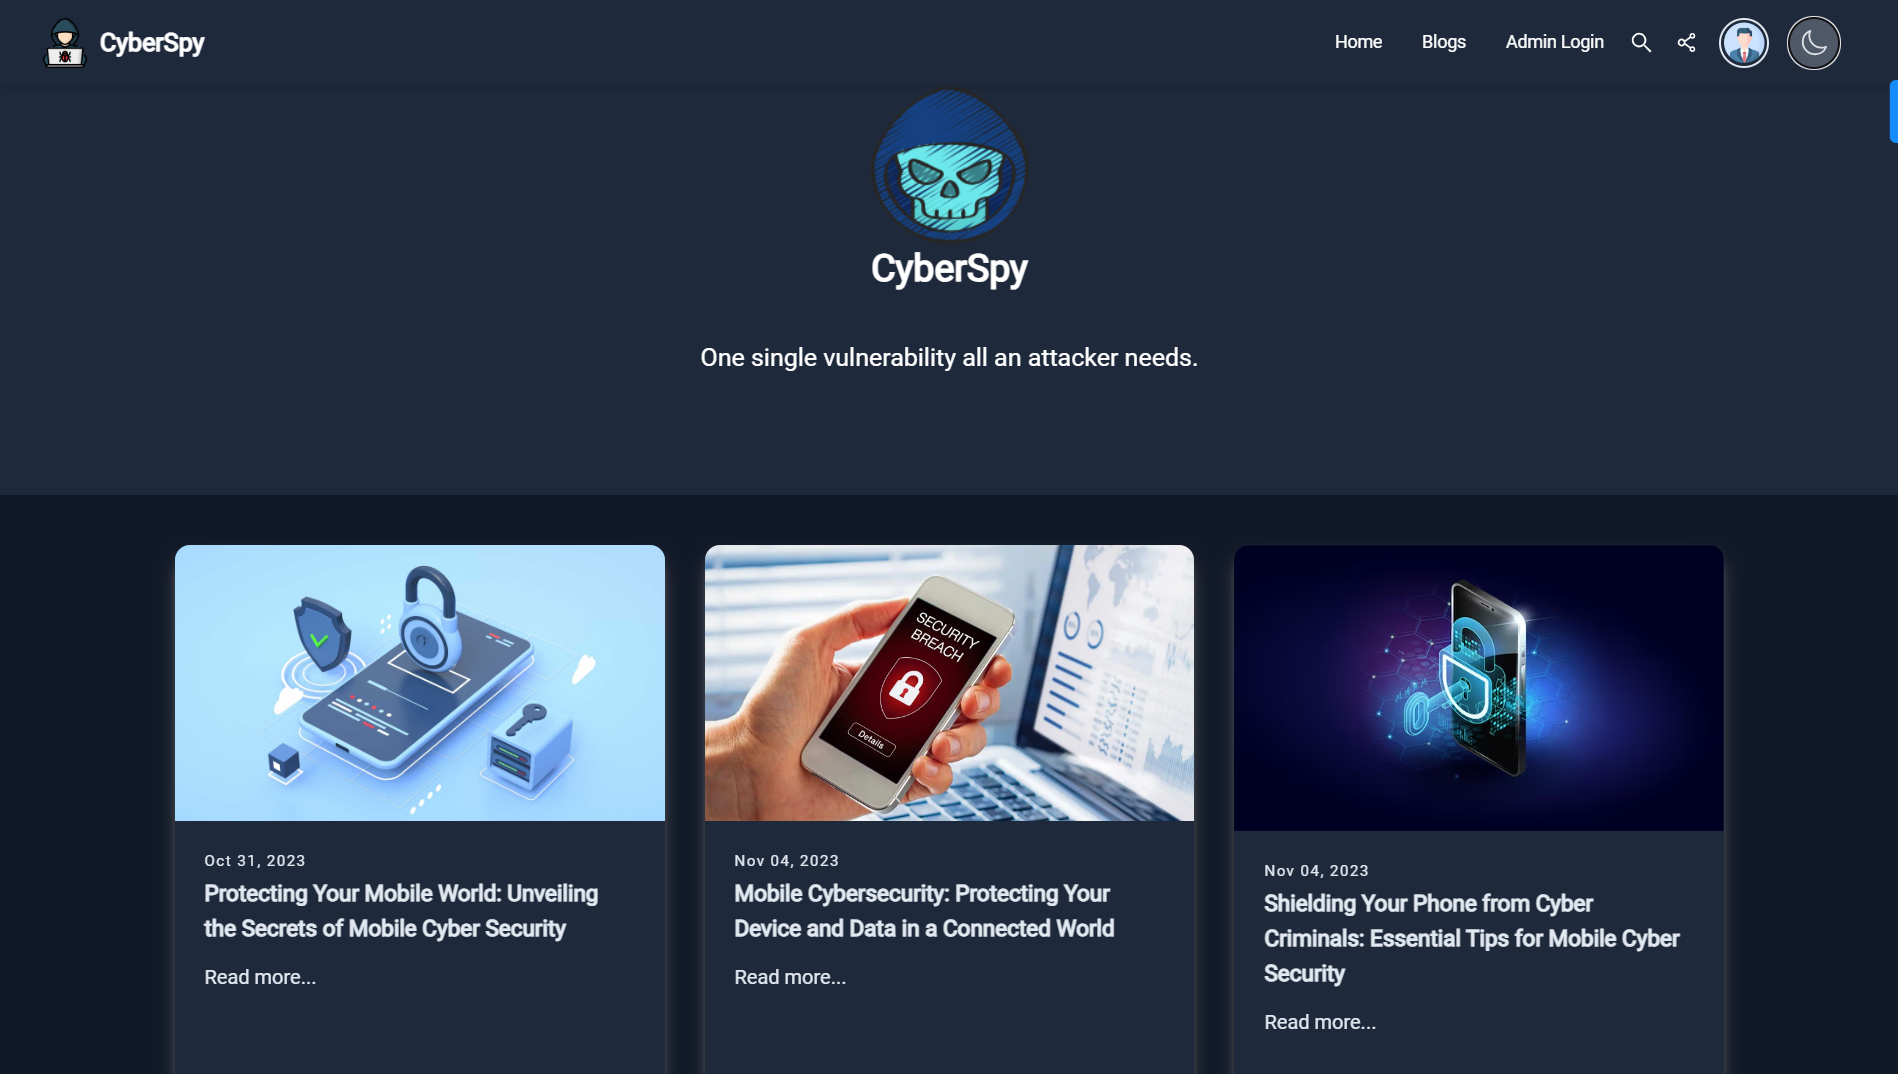 CyberSpy
Home
Blogs
Admin Login
CyberSpy
One single vulnerability all an attacker needs.
SECURITY
BREACH
Details
Oct 31, 2023
Protecting Your Mobile World: Unveiling
the Secrets of Mobile Cyber Security
Read more...
Nov 04, 2023
Mobile Cybersecurity: Protecting Your
Device and Data in a Connected World
Read more...
Nov 04, 2023
Shielding Your Phone from Cyber
Criminals: Essential Tips for Mobile Cyber
Security
Read more...